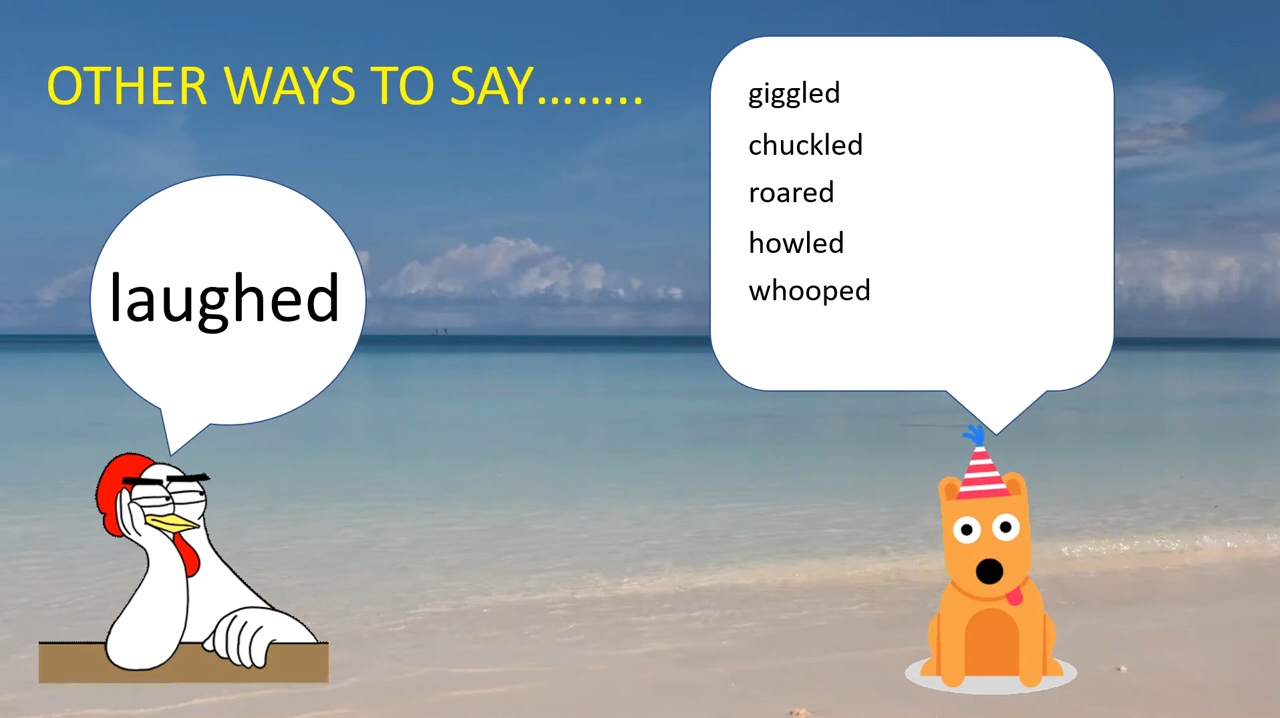 OTHER WAYS TO SAY……..
laughed
giggled
chuckled
roared
howled
whooped